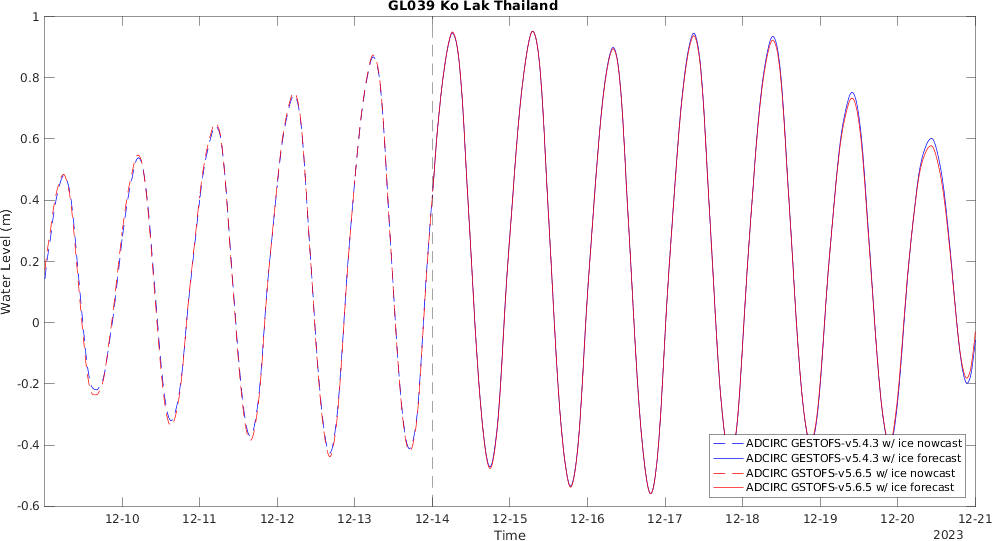 GL039 Ko Lak Thailand
Water Level (m)
1
0.8
0.6
0.4
0.2
0
-0.2
-0.4
-0.6
ADCIRC GESTOFS-v5.4.3 w/ ice nowcast
ADCIRC GESTOFS-v5.4.3 w/ ice forecast
ADCIRC GSTOFS-v5.6.5 w/ ice nowcast
ADCIRC GSTOFS-v5.6.5 w/ ice forecast
12-10 12-11 12-12 12-13 12-14 12-15 12-16 12-17 12-18 12-19 12-20 12-21
Time
2023